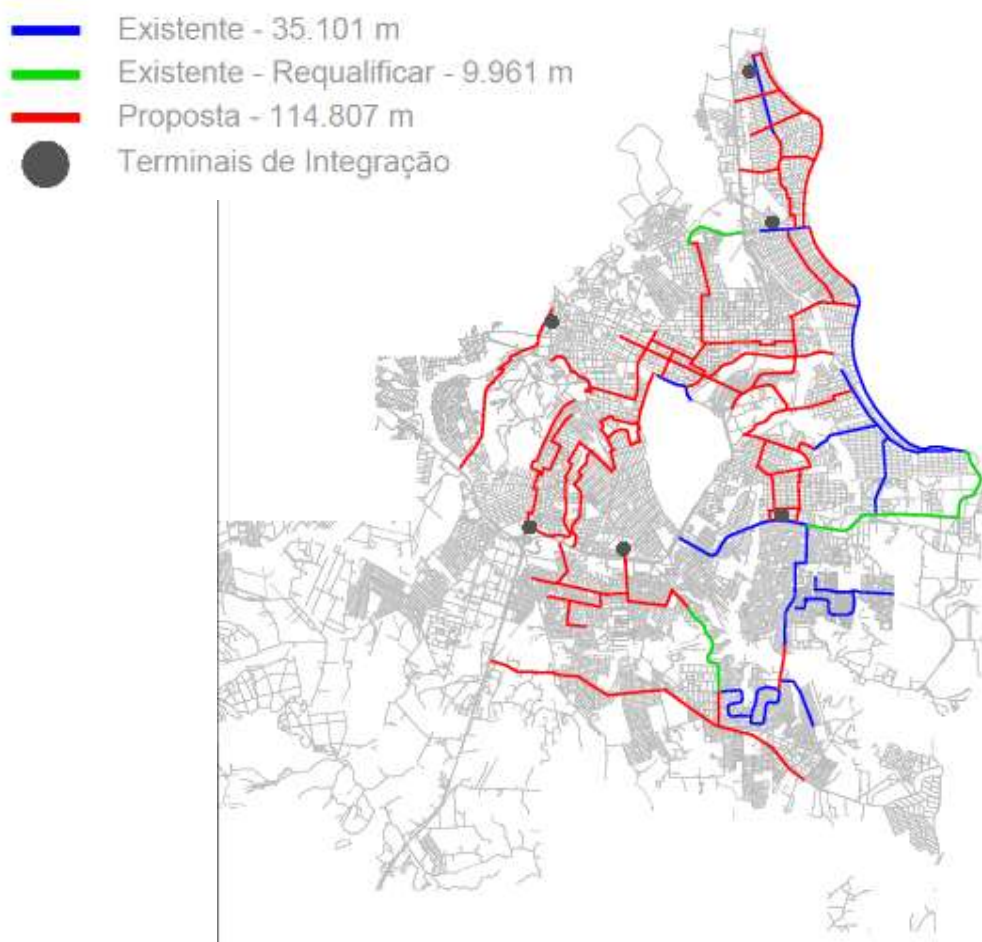 Existente - 35.101 m
Existente - Requalificar - 9.961 m
Proposta - 114.807 m
Terminais de Integração